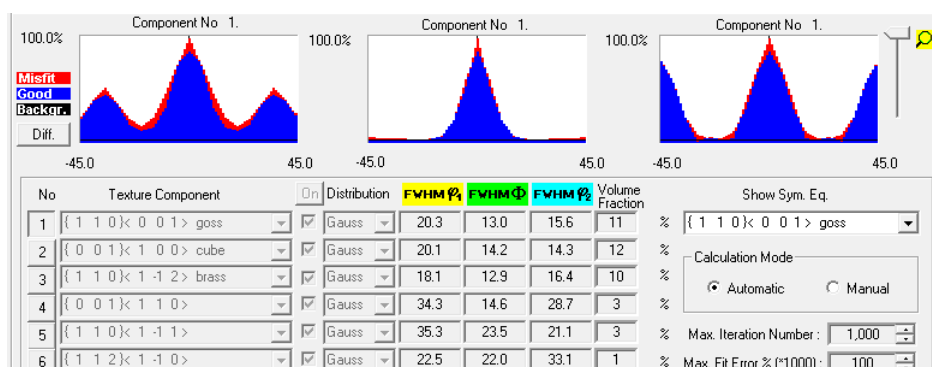 Component No 1. Component No 1. Component No 1.
100.0% 100.0% 100.0%
Misfit
Good
Backgr.
Diff.
-45.0 45.0 -45.0 45.0 -45.0 45.0
No Texture Component On Distribution FWHM φ1 FWHM Φ FWHM φ2 Volume Fraction Show Sym. Eq.
1 { 1 1 0}< 0 0 1> goss Gauss 20.3 13.0 15.6 11 % { 1 1 0}< 0 0 1> goss
2 { 0 0 1}< 1 0 0> cube Gauss 20.1 14.2 14.3 12 % Calculation Mode
3 { 1 1 0}< 1 -1 2> brass Gauss 18.1 12.9 16.4 10 % Automatic Manual
4 { 0 0 1}< 1 1 0> Gauss 34.3 14.6 28.7 3 %
5 { 1 1 0}< 1 -1 1> Gauss 35.3 23.5 21.1 3 % Max. Iteration Number : 1,000
6 { 1 1 2}< 1 -1 0> Gauss 22.5 22.0 33.1 1 % Max. Fit Error % (*1000) : 100